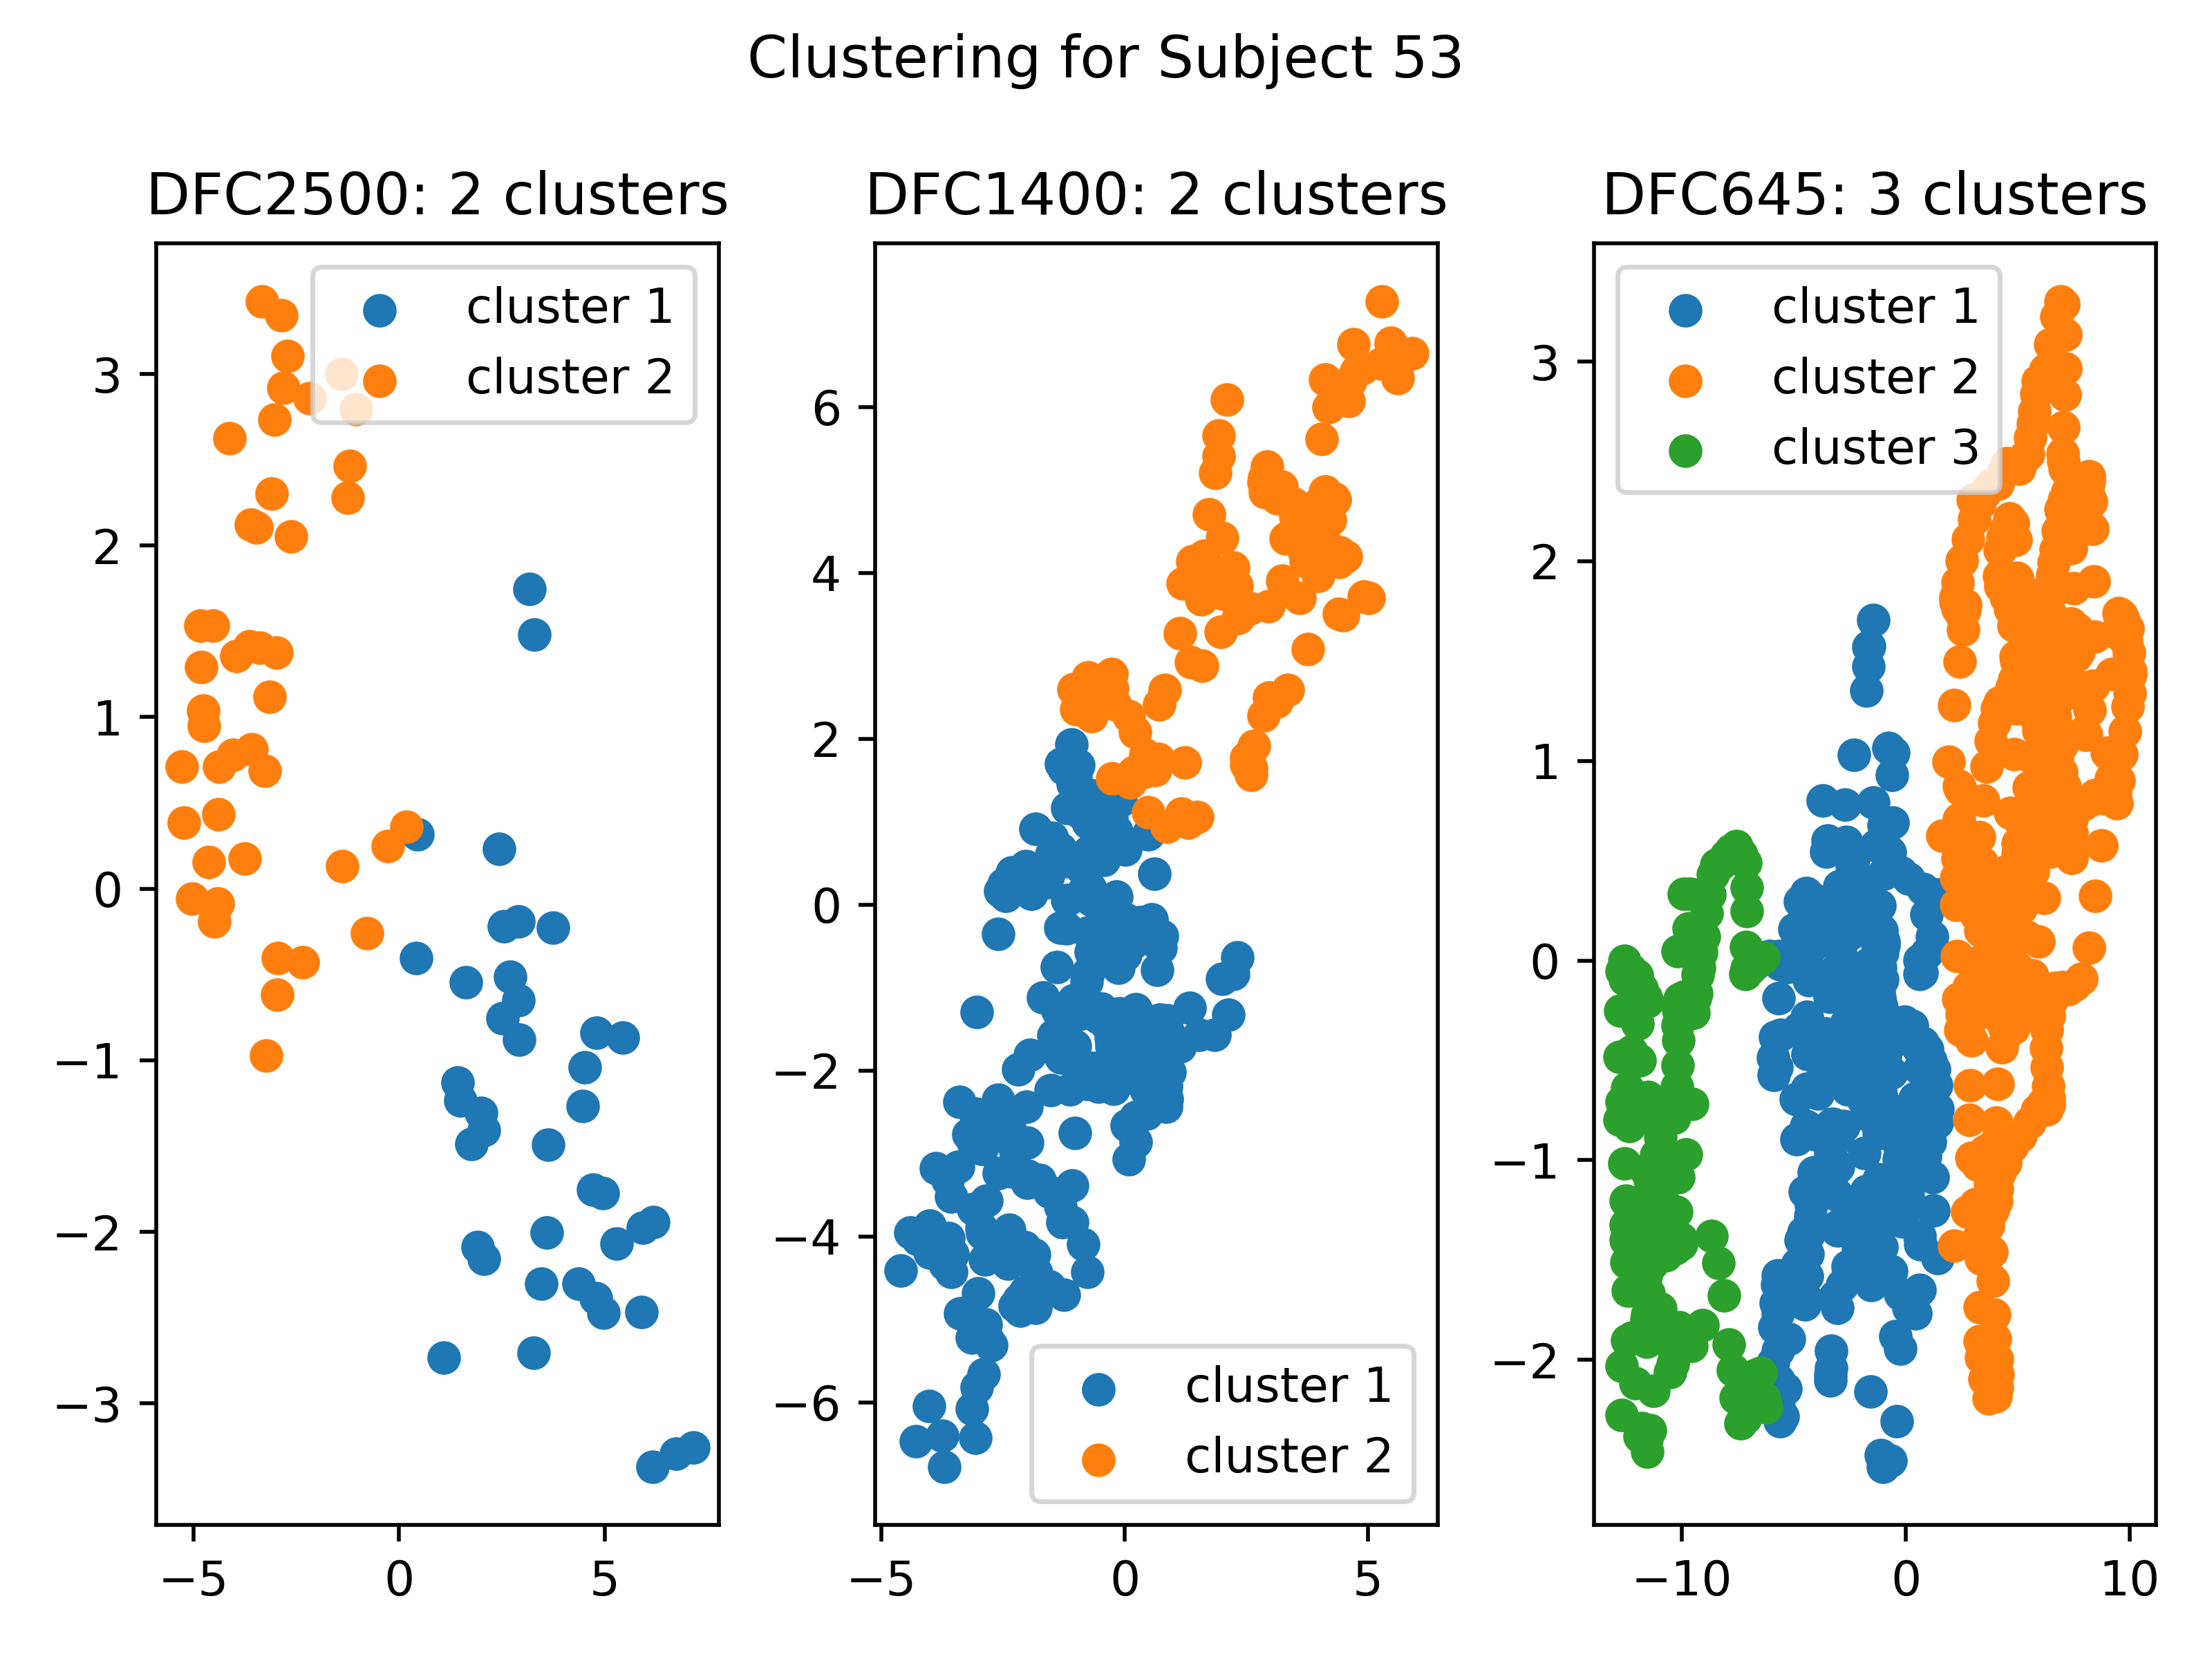 Clustering for Subject 53
DFC2500: 2 clusters
cluster 1
cluster 2
3
2
1
0
−1
−2
−3
−5
0
5
DFC1400: 2 clusters
6
4
2
0
−2
−4
−6
cluster 1
cluster 2
−5
0
5
DFC645: 3 clusters
cluster 1
cluster 2
cluster 3
3
2
1
0
−1
−2
−10
0
10